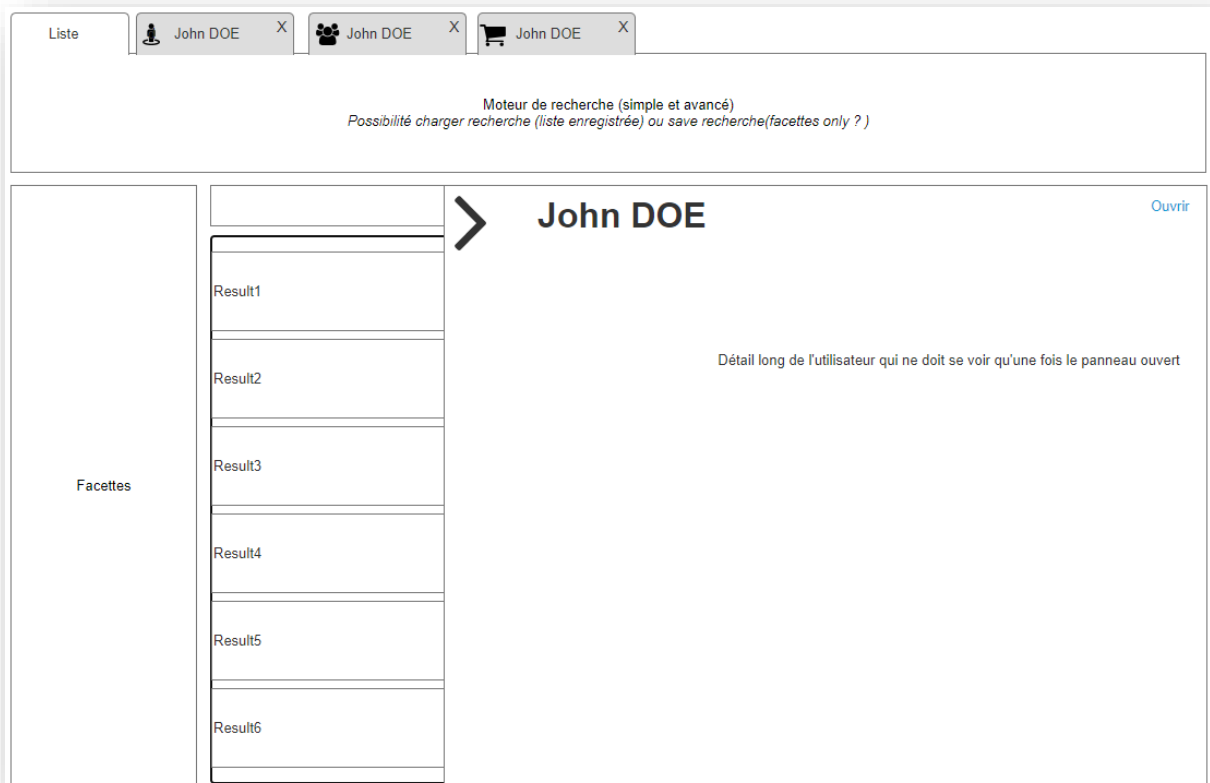 Liste
John DOE X
John DOE X
John DOE X
Moteur de recherche (simple et avancé)
Possibilité charger recherche (liste enregistrée) ou save recherche(facettes only ? )
Facettes
Result1
Result2
Result3
Result4
Result5
Result6
John DOE
Ouvrir
Détail long de l'utilisateur qui ne doit se voir qu'une fois le panneau ouvert